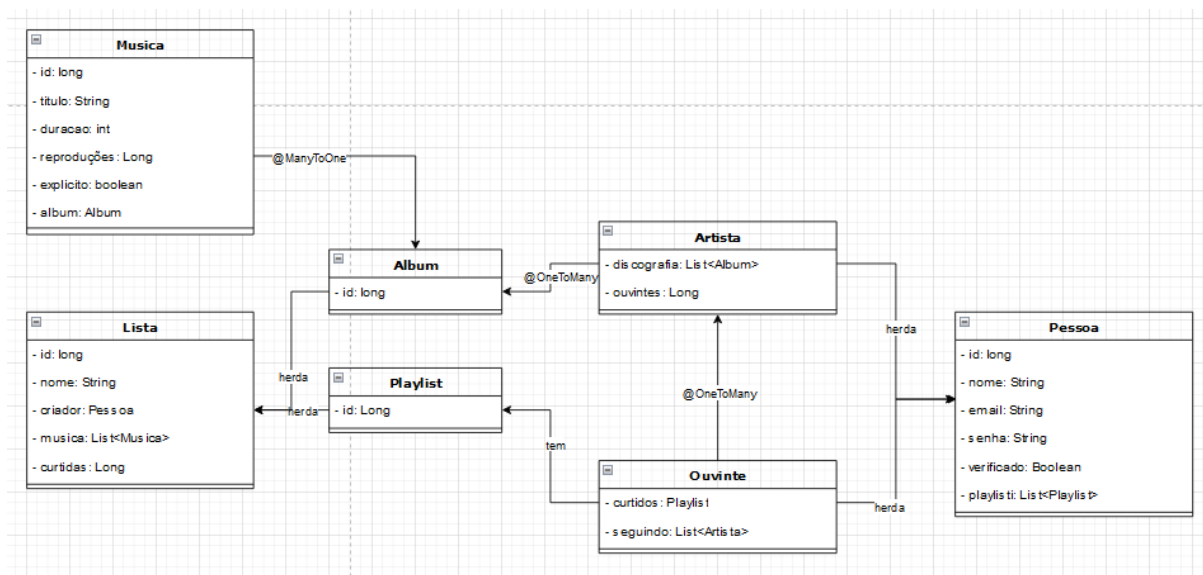 Musica
- id: long
- titulo: String
- duracao: int
- reproduções: Long
- explicito: boolean
- album: Album
@ManyToOne
Album
- id: long
Artista
- discografia: List<Album>
- ouvintes: Long
@OneToMany
herda
Lista
- id: long
- nome: String
- criador: Pessoa
- musica: List<Musica>
- curtidas: Long
herda
herda
Playlist
- id: Long
@OneToMany
tem
Ouvinte
- curtidos: Playlist
- seguindo: List<Artista>
herda
Pessoa
- id: long
- nome: String
- email: String
- senha: String
- verificado: Boolean
- playlisti: List<Playlist>